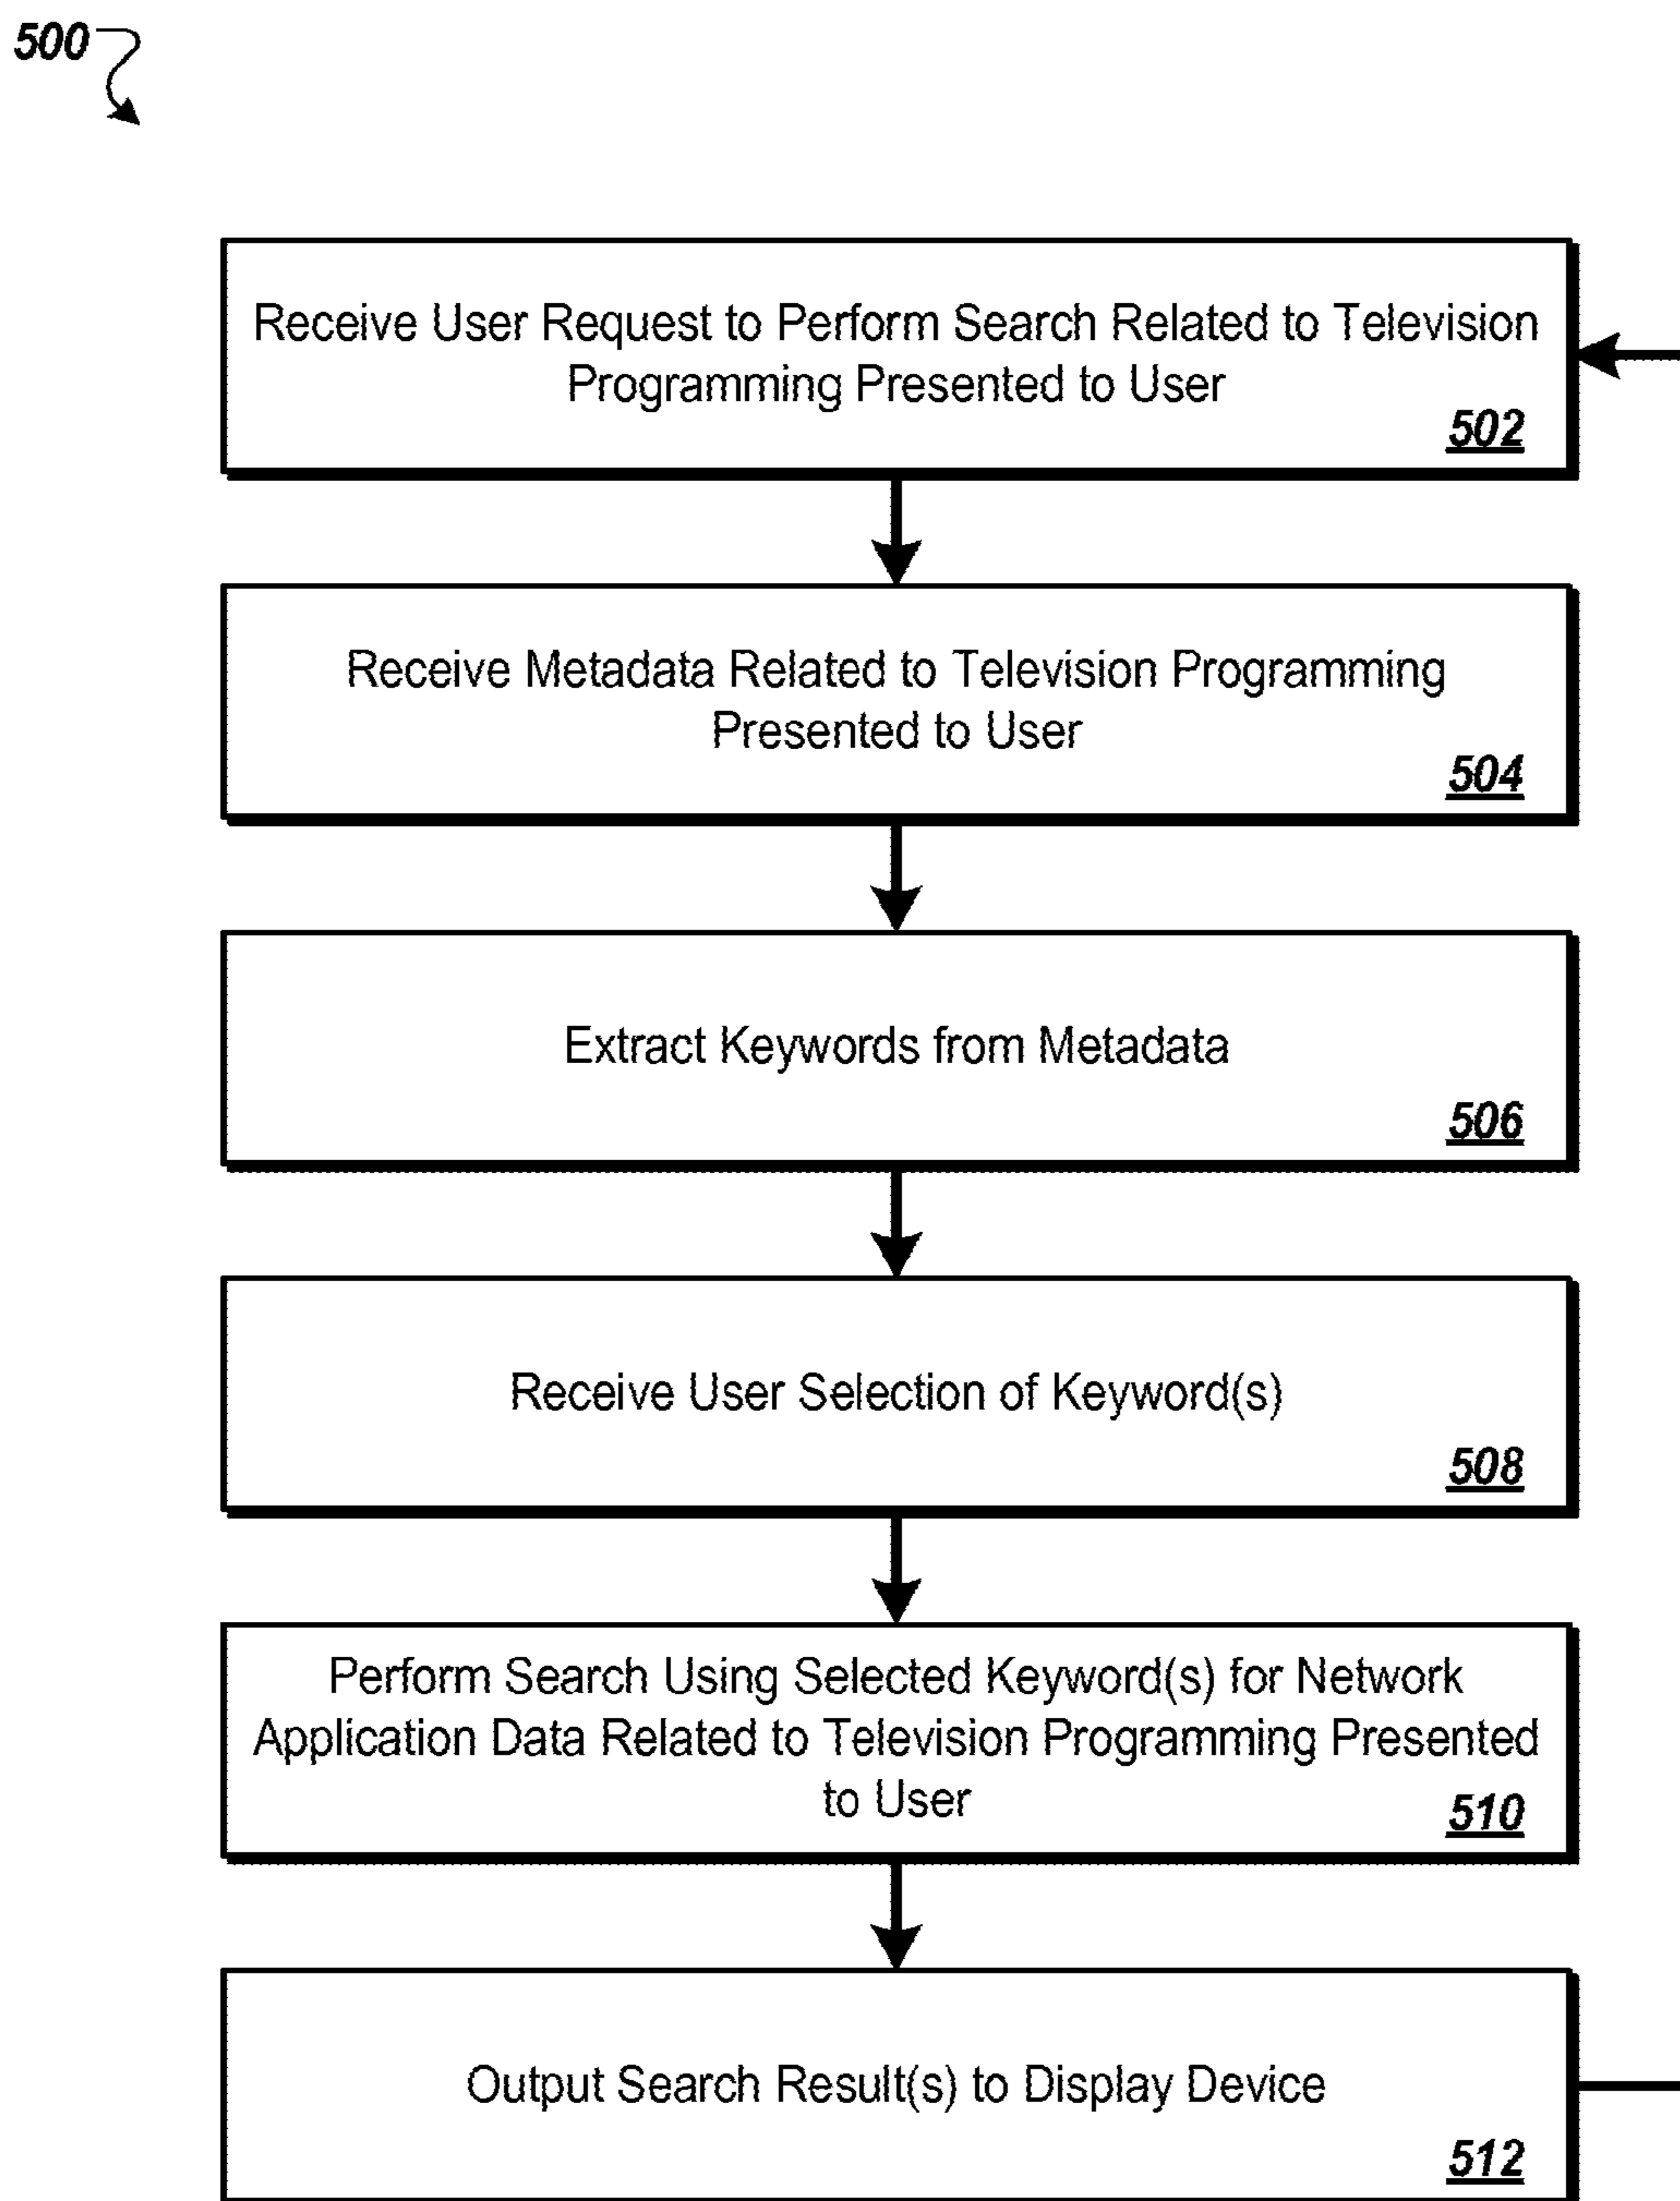 500
Receive User Request to Perform Search Related to Television
Programming Presented to User
502
Receive Metadata Related to Television Programming
Presented to User
504
Extract Keywords from Metadata
506
Receive User Selection of Keyword(s)
508
Perform Search Using Selected Keyword(s) for Network
Application Data Related to Television Programming Presented
to User
510
Output Search Result(s) to Display Device
512